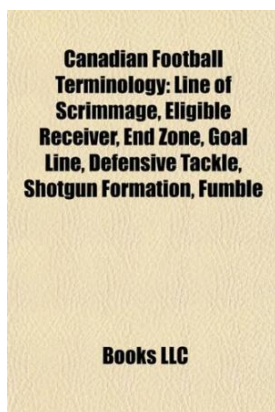 Canadian Football
Terminology: Line of
Scrimmage, Eligible
Receiver, End Zone, Goal
Line, Defensive Tackle,
Shotgun Formation, Fumble
Books LLC